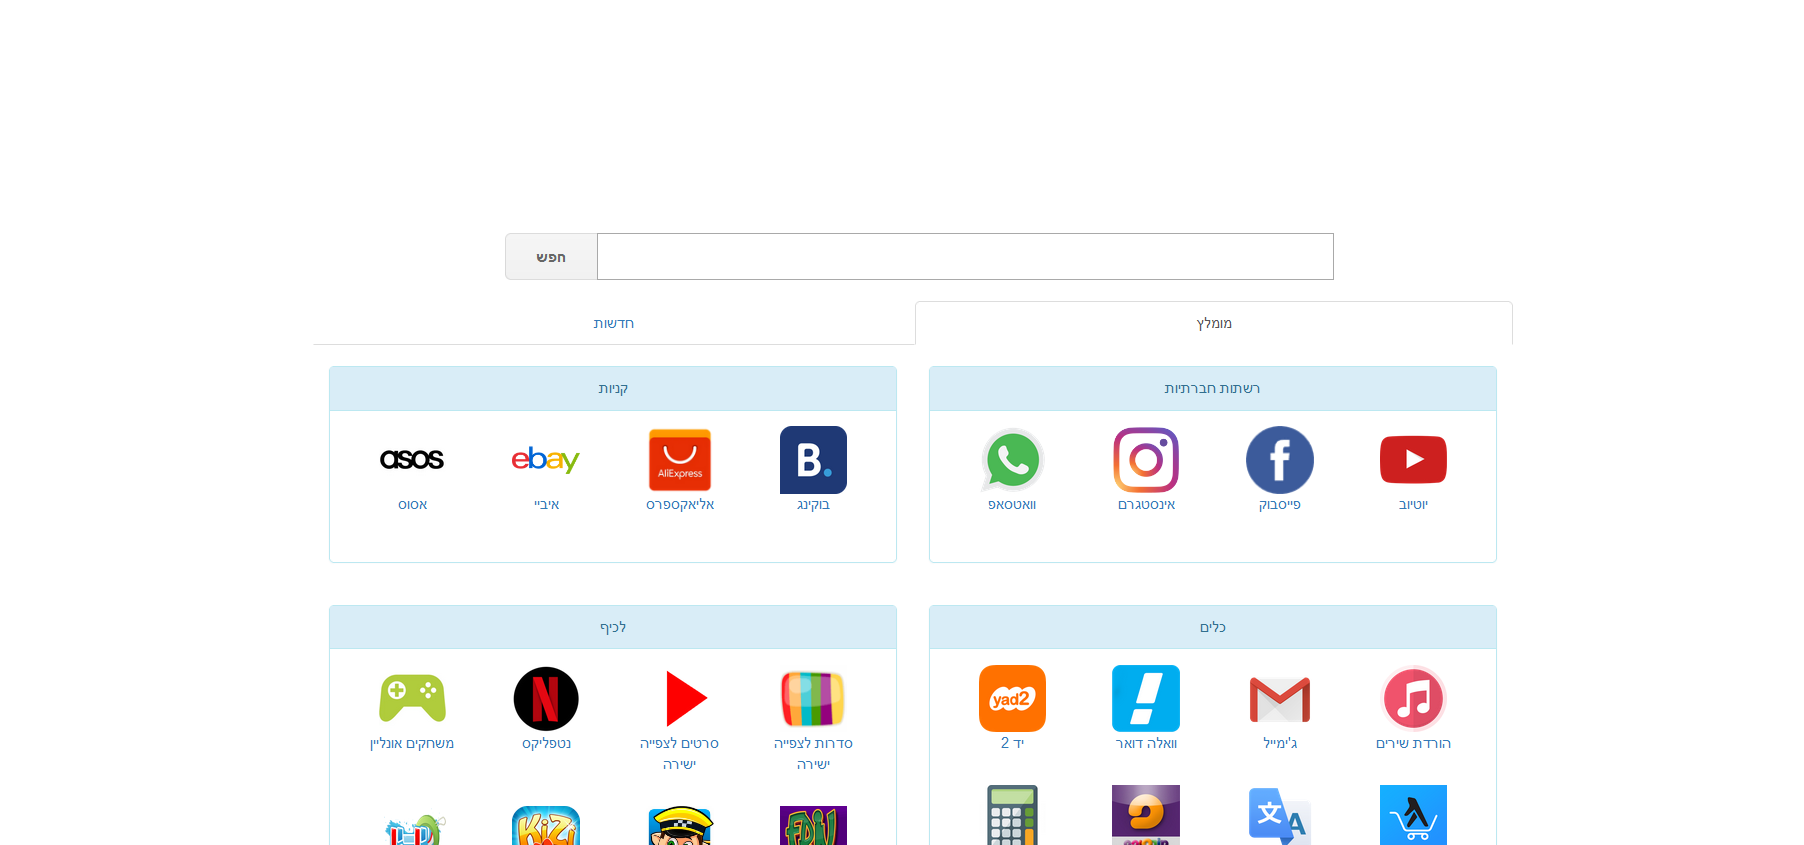 חפש
מומלץ
חדשות
רשתות חברתיות
יוטיוב
פייסבוק
אינסטגרם
וואטסאפ
קניות
B.
AliExpress
ebay
asos
בוקינג
אליאקספרס
איביי
אסוס
כלים
yad2
הורדת שירים
ג'ימייל
וואלה דואר
יד 2
לכיף
סדרות לצפייה
ישירה
סרטים לצפייה
ישירה
נטפליקס
משחקים אונליין
KiZi